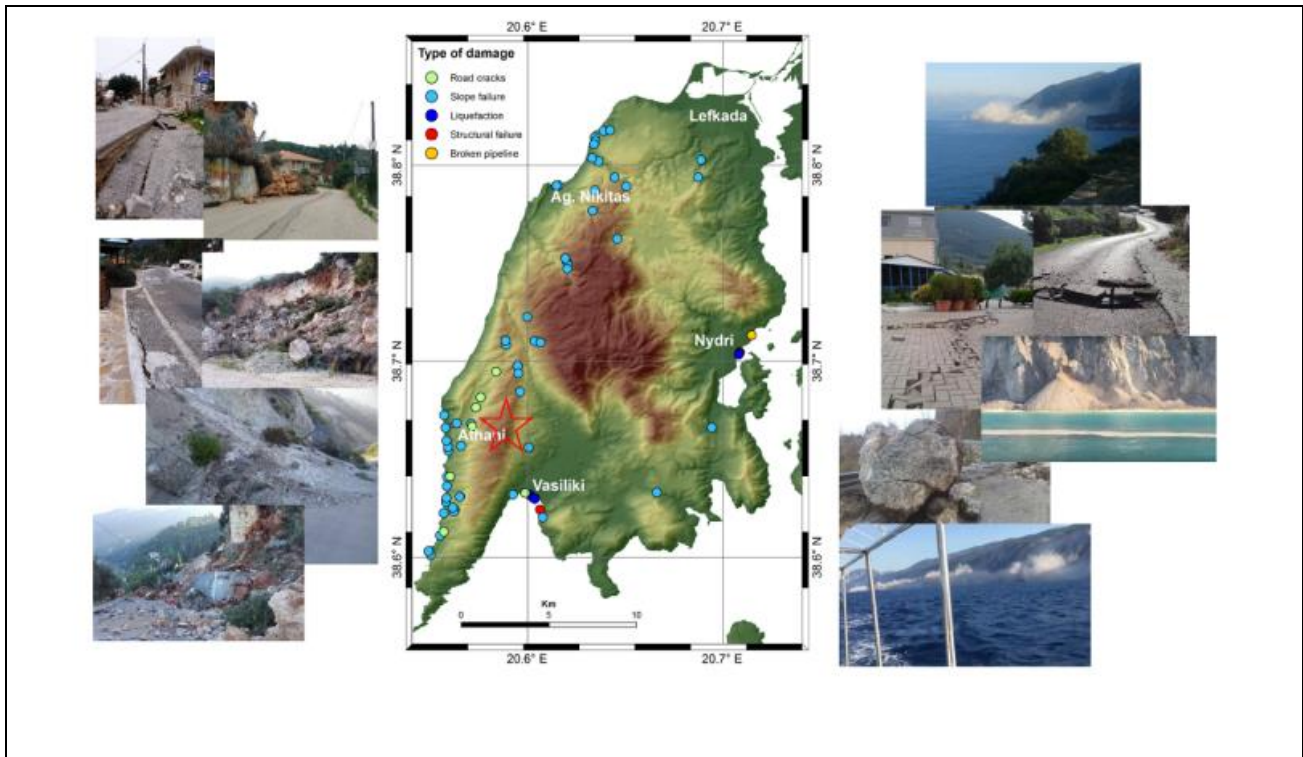 20.6° E 20.7° E
Type of damage
Road cracks
Slope failure
Liquefaction
Structural failure
Broken pipeline
Lefkada
38.8° N 38.8° N
Ag. Nikitas
Nydri
38.7° N 38.7° N
Athani
Vasiliki
38.6° N 38.6° N
Km
0 5 10
20.6° E 20.7° E